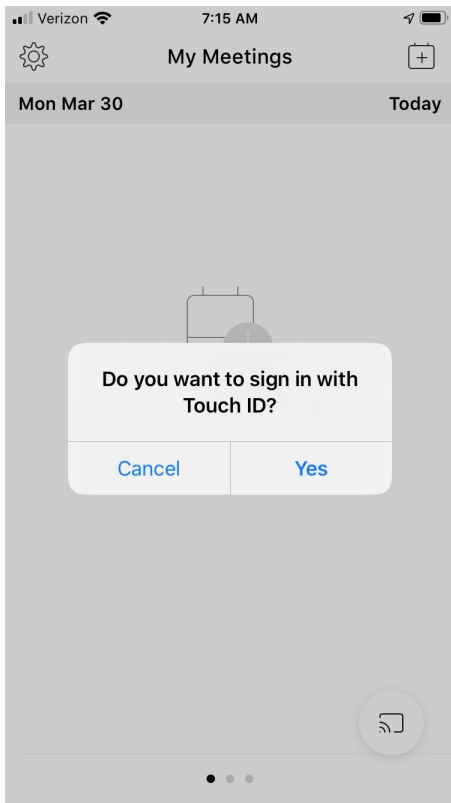 Verizon 7:15 AM
My Meetings
Mon Mar 30 Today
Do you want to sign in with
Touch ID?
Cancel Yes